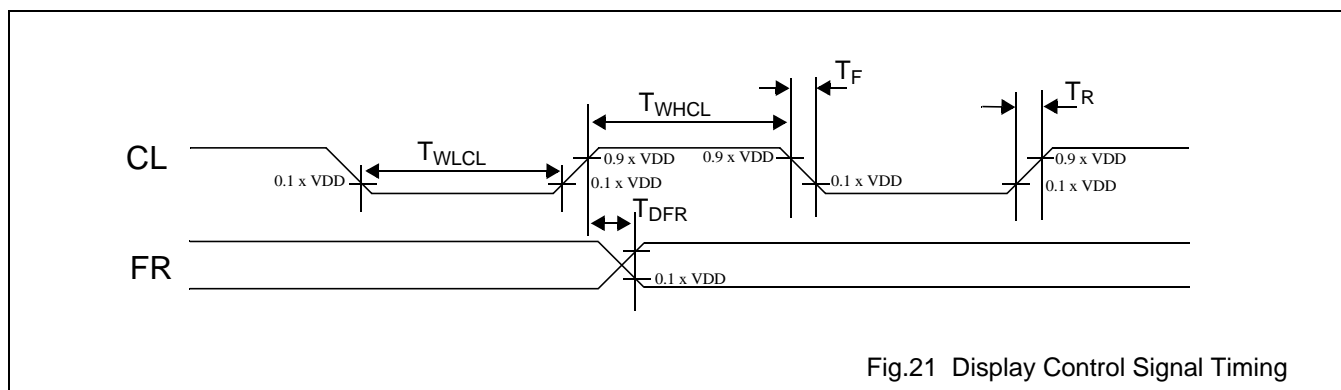 T_F
T_R
T_WHCL
CL
T_WLCL
0.9 x VDD
0.9 x VDD
0.9 x VDD
0.1 x VDD
0.1 x VDD
0.1 x VDD
0.1 x VDD
T_DFR
FR
0.1 x VDD
Fig.21 Display Control Signal Timing